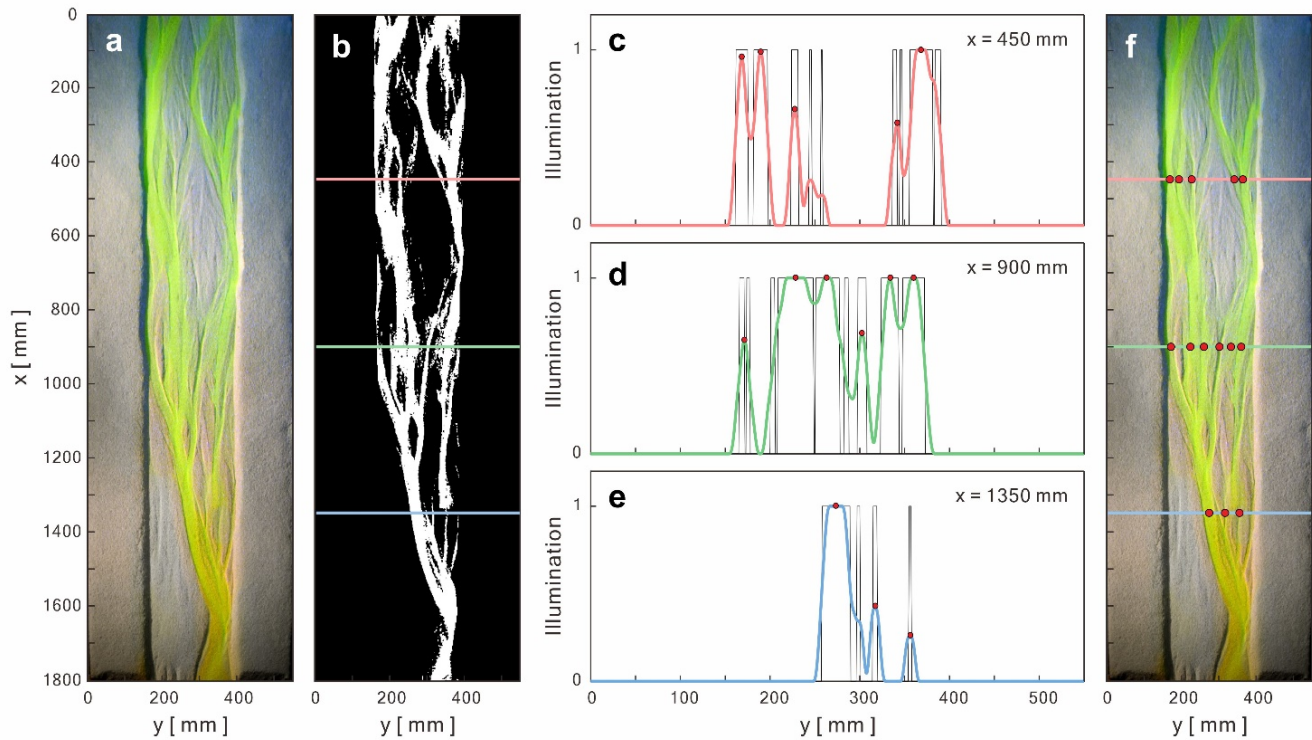 a
x [ mm ]
0
200
400
600
800
1000
1200
1400
1600
1800
0
200
400
y [ mm ]
b
0
200
400
y [ mm ]
c
x = 450 mm
Illumination
1
0
d
x = 900 mm
Illumination
1
0
e
x = 1350 mm
Illumination
1
0
0
100
200
300
400
500
y [ mm ]
f
0
200
400
y [ mm ]